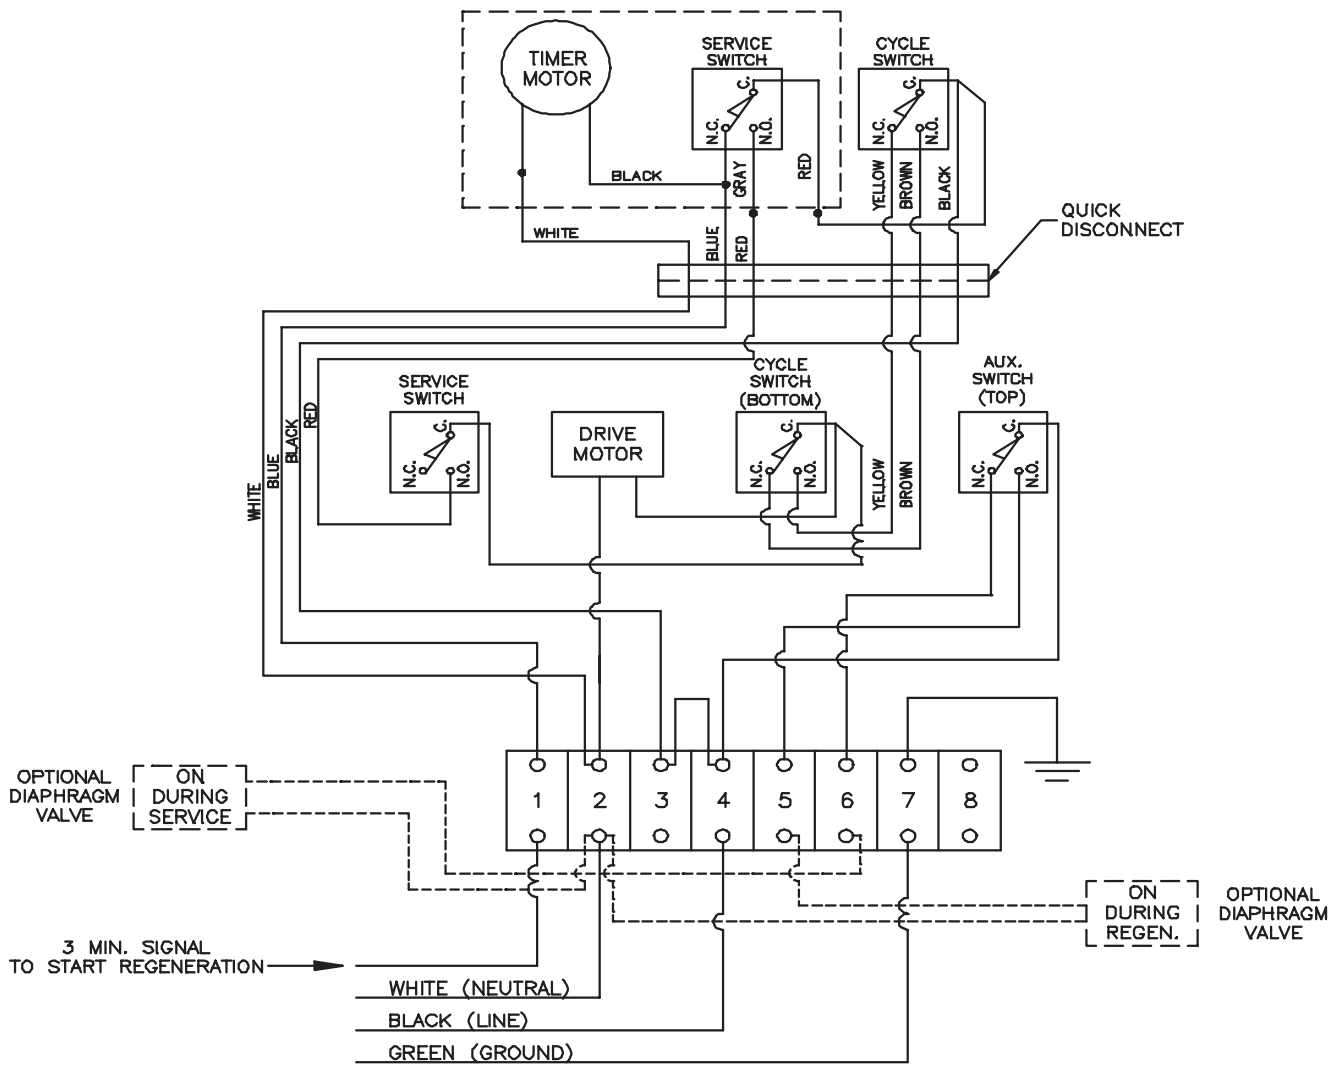 TIMER
MOTOR
SERVICE
SWITCH
C.
N.C.
N.O.
CYCLE
SWITCH
C.
N.C.
N.O.
BLACK
GRAY
RED
YELLOW
BROWN
BLACK
WHITE
BLUE
RED
QUICK
DISCONNECT
SERVICE
SWITCH
C.
N.C.
N.O.
DRIVE
MOTOR
CYCLE
SWITCH
(BOTTOM)
C.
N.C.
N.O.
AUX.
SWITCH
(TOP)
C.
N.C.
N.O.
WHITE
BLUE
BLACK
RED
YELLOW
BROWN
OPTIONAL
DIAPHRAGM
VALVE
ON
DURING
SERVICE
1 2 3 4 5 6 7 8
ON
DURING
REGEN.
OPTIONAL
DIAPHRAGM
VALVE
3 MIN. SIGNAL
TO START REGENERATION
WHITE (NEUTRAL)
BLACK (LINE)
GREEN (GROUND)